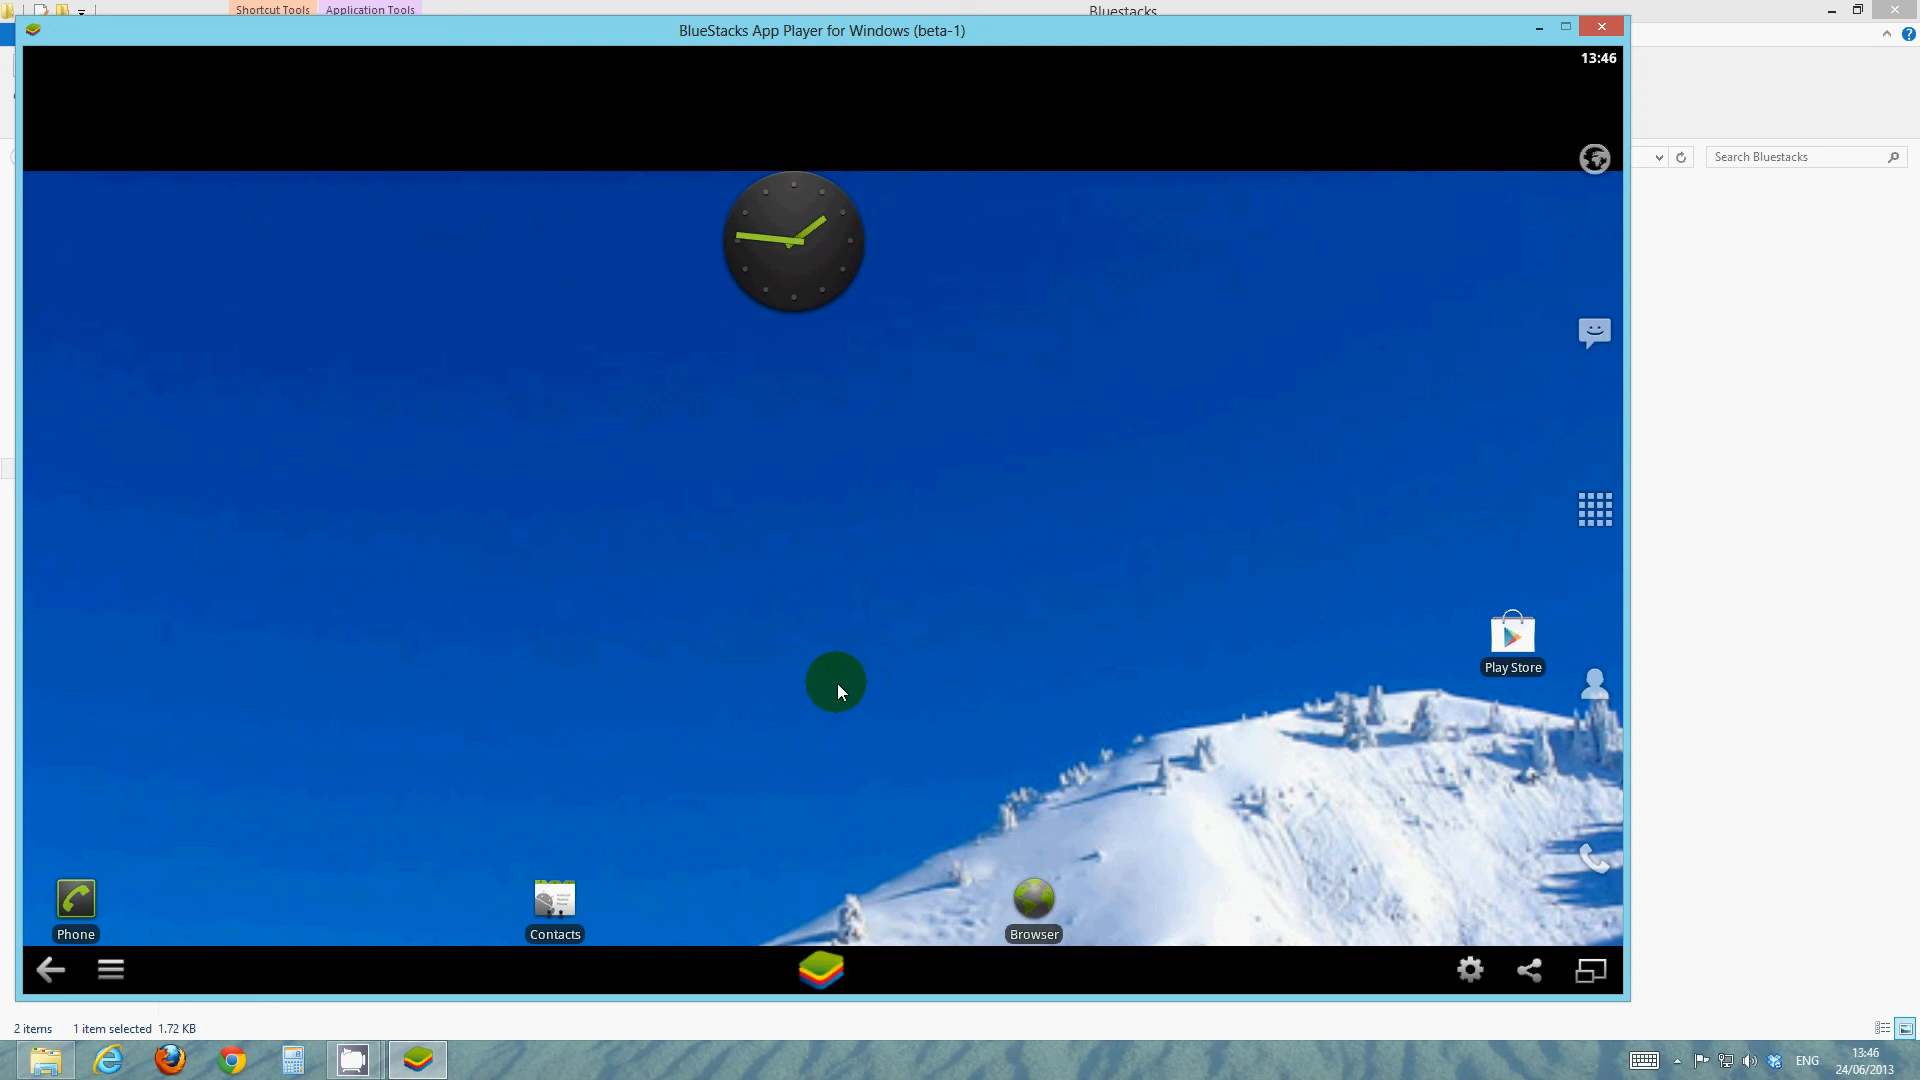 Shortcut Tools
Application Tools
Bluestacks
BlueStacks App Player for Windows (beta-1)
13:46
Search Bluestacks
Play Store
Phone
Contacts
Browser
2 items
1 item selected 1.72 KB
ENG
13:46
24/06/2013